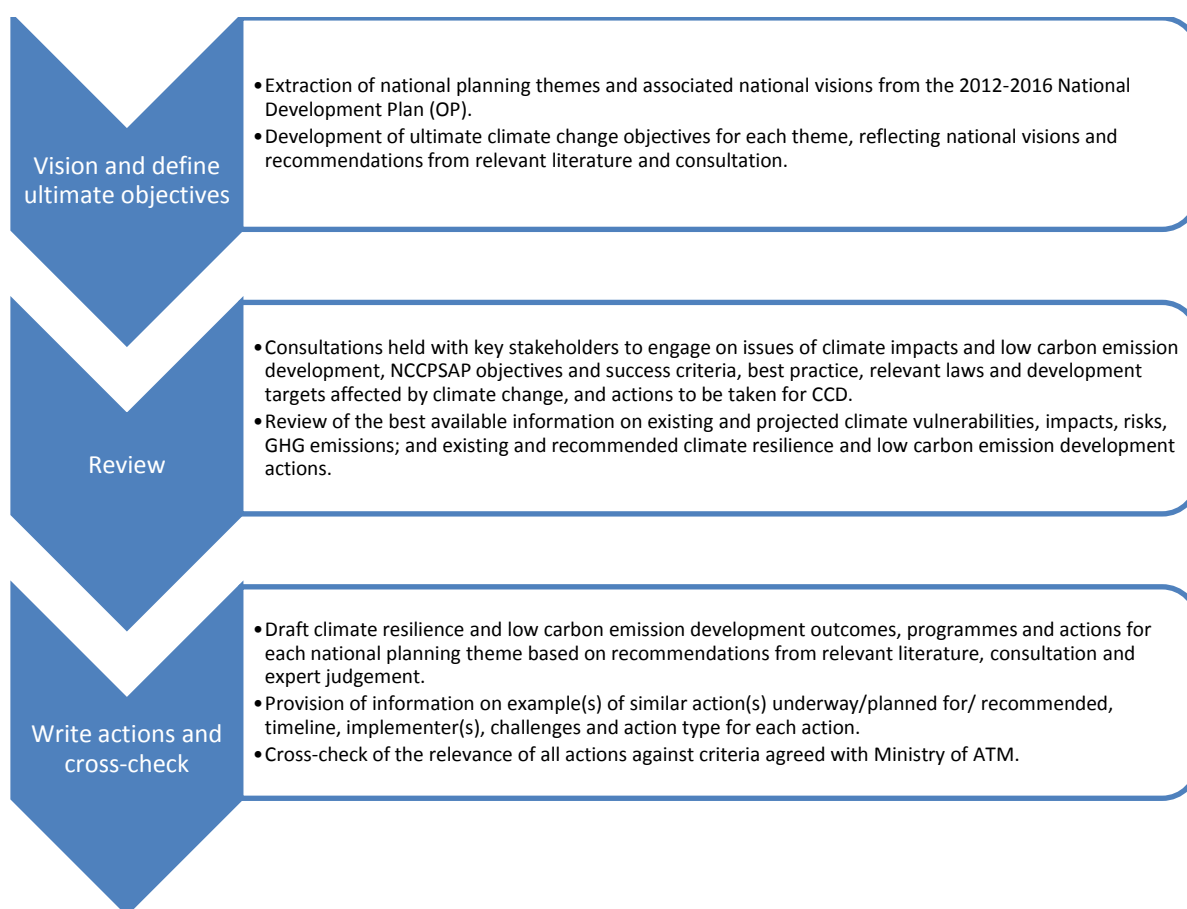 Vision and define
ultimate objectives
•Extraction of national planning themes and associated national visions from the 2012-2016 National
Development Plan (OP).
•Development of ultimate climate change objectives for each theme, reflecting national visions and
recommendations from relevant literature and consultation.
Review
•Consultations held with key stakeholders to engage on issues of climate impacts and low carbon emission
development, NCCPSAP objectives and success criteria, best practice, relevant laws and development
targets affected by climate change, and actions to be taken for CCD.
•Review of the best available information on existing and projected climate vulnerabilities, impacts, risks,
GHG emissions; and existing and recommended climate resilience and low carbon emission development
actions.
Write actions and
cross-check
•Draft climate resilience and low carbon emission development outcomes, programmes and actions for
each national planning theme based on recommendations from relevant literature, consultation and
expert judgement.
•Provision of information on example(s) of similar action(s) underway/planned for/ recommended,
timeline, implementer(s), challenges and action type for each action.
•Cross-check of the relevance of all actions against criteria agreed with Ministry of ATM.